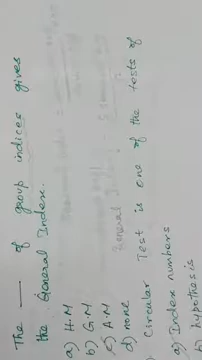 The ___ of group indices gives
the General Index.
a) H.M
b) G.M
c) A.M
d) none
Circular Test is one of the tests of
a) Index numbers
b) hypothesis